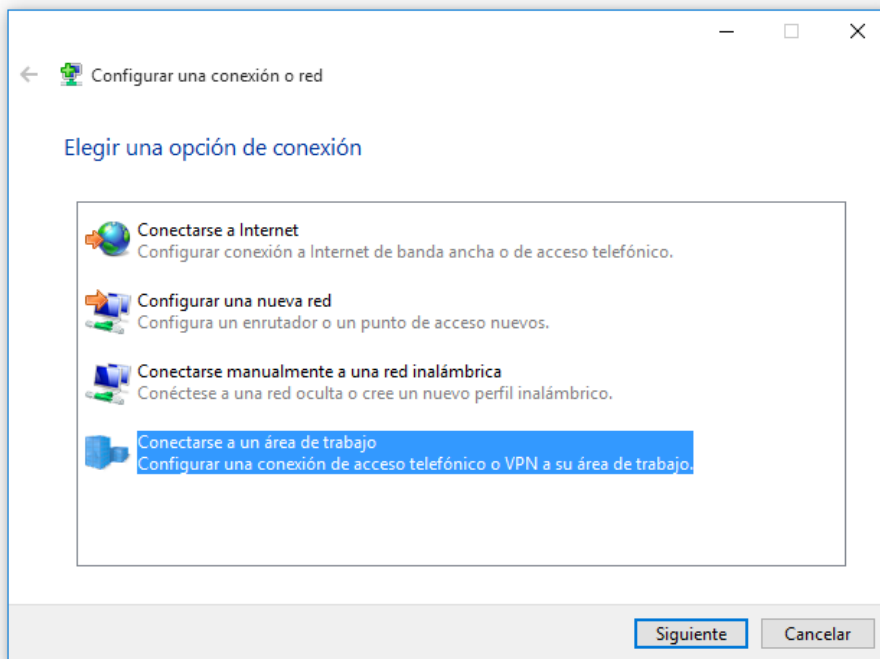 Configurar una conexión o red
Elegir una opción de conexión
Conectarse a Internet
Configurar conexión a Internet de banda ancha o de acceso telefónico.
Configurar una nueva red
Configura un enrutador o un punto de acceso nuevos.
Conectarse manualmente a una red inalámbrica
Conéctese a una red oculta o cree un nuevo perfil inalámbrico.
Conectarse a un área de trabajo
Configurar una conexión de acceso telefónico o VPN a su área de trabajo.
Siguiente
Cancelar